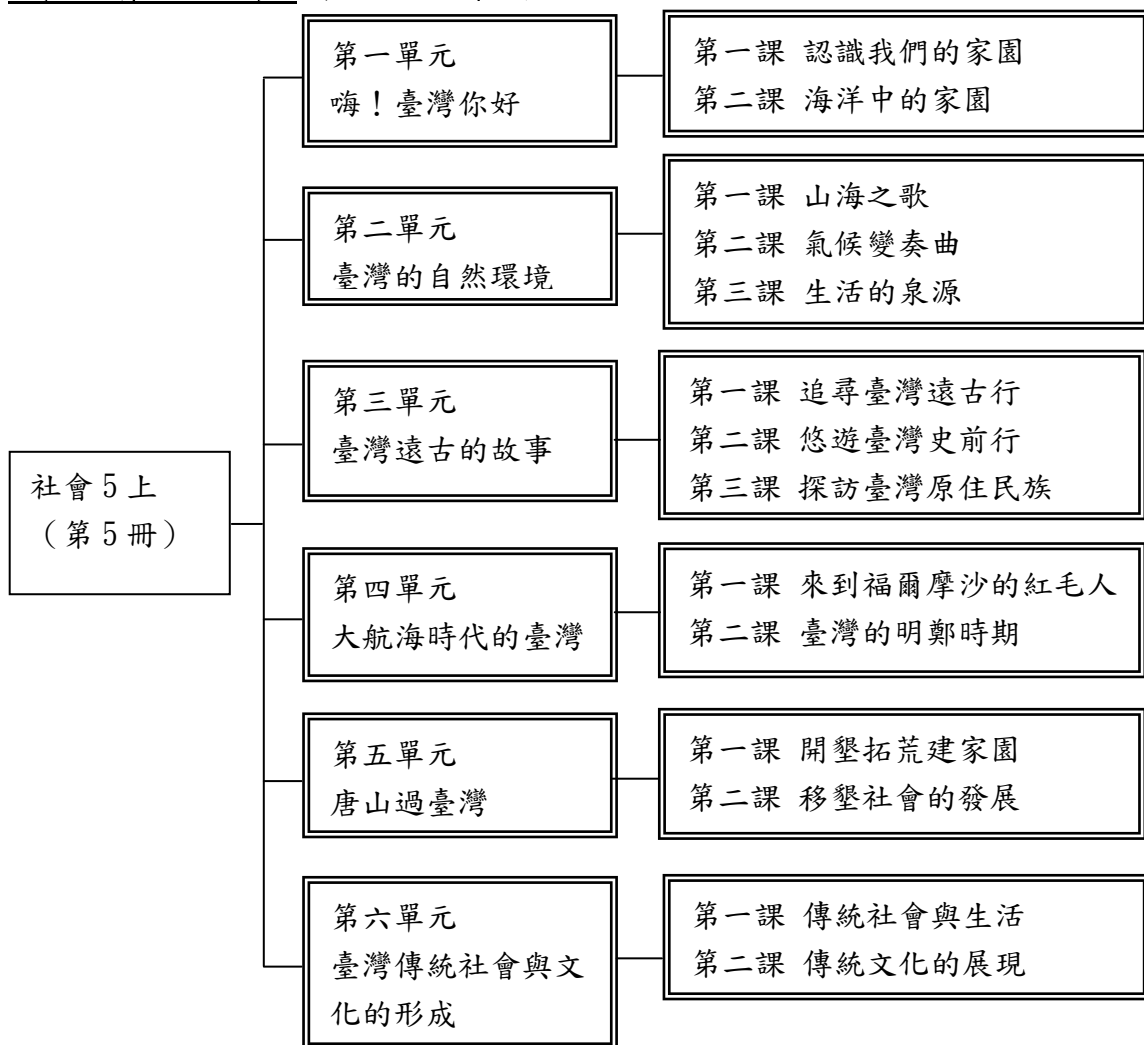 社會5上
（第5冊）
第一單元
嗨！臺灣你好
第一課 認識我們的家園
第二課 海洋中的家園
第二單元
臺灣的自然環境
第一課 山海之歌
第二課 氣候變奏曲
第三課 生活的泉源
第三單元
臺灣遠古的故事
第一課 追尋臺灣遠古行
第二課 悠遊臺灣史前行
第三課 探訪臺灣原住民族
第四單元
大航海時代的臺灣
第一課 來到福爾摩沙的紅毛人
第二課 臺灣的明鄭時期
第五單元
唐山過臺灣
第一課 開墾拓荒建家園
第二課 移墾社會的發展
第六單元
臺灣傳統社會與文
化的形成
第一課 傳統社會與生活
第二課 傳統文化的展現